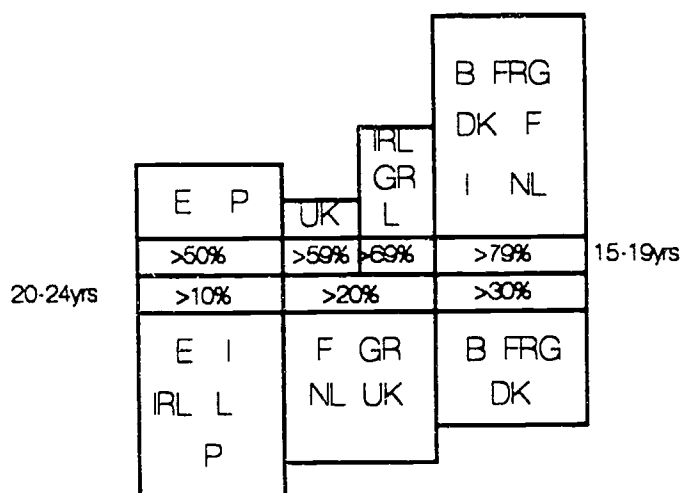 B FRG
DK F
I NL
IRL
GR
L
E P
UK
>50% >59% >69% >79% 15-19yrs
20-24yrs >10% >20% >30%
E I
IRL L
P
F GR
NL UK
B FRG
DK